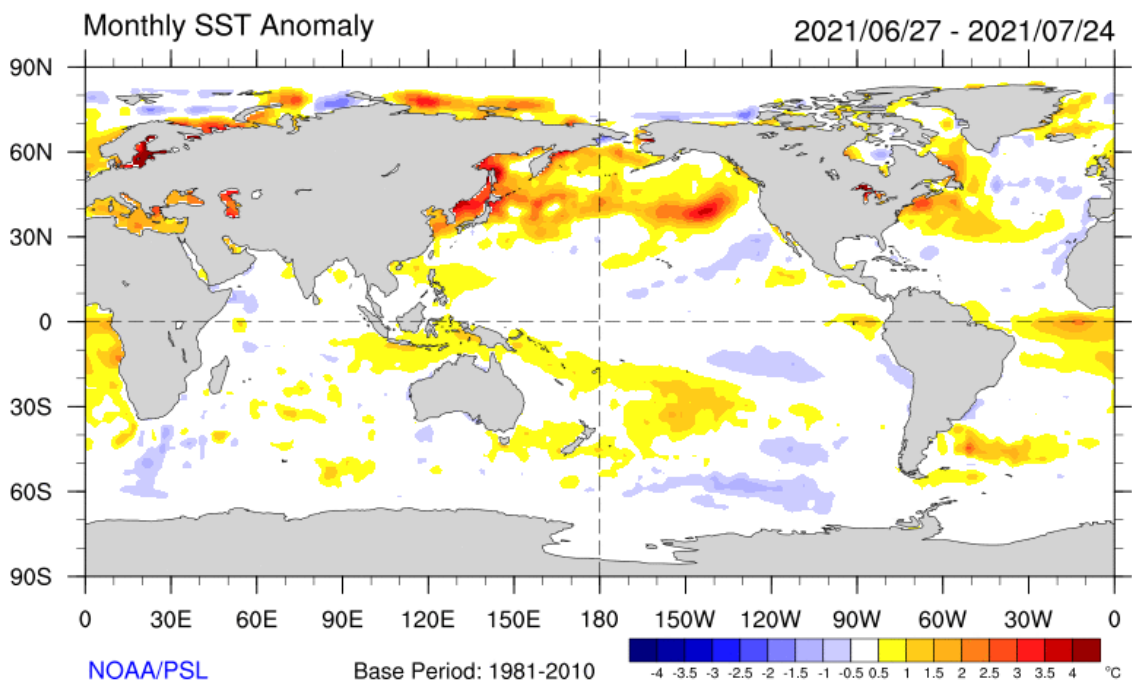 Monthly SST Anomaly 2021/06/27 - 2021/07/24
90N
60N
30N
0
30S
60S
90S
0 30E 60E 90E 120E 150E 180 150W 120W 90W 60W 30W 0
NOAA/PSL Base Period: 1981-2010
-4 -3.5 -3 -2.5 -2 -1.5 -1 -0.5 0.5 1 1.5 2 2.5 3 3.5 4 °C